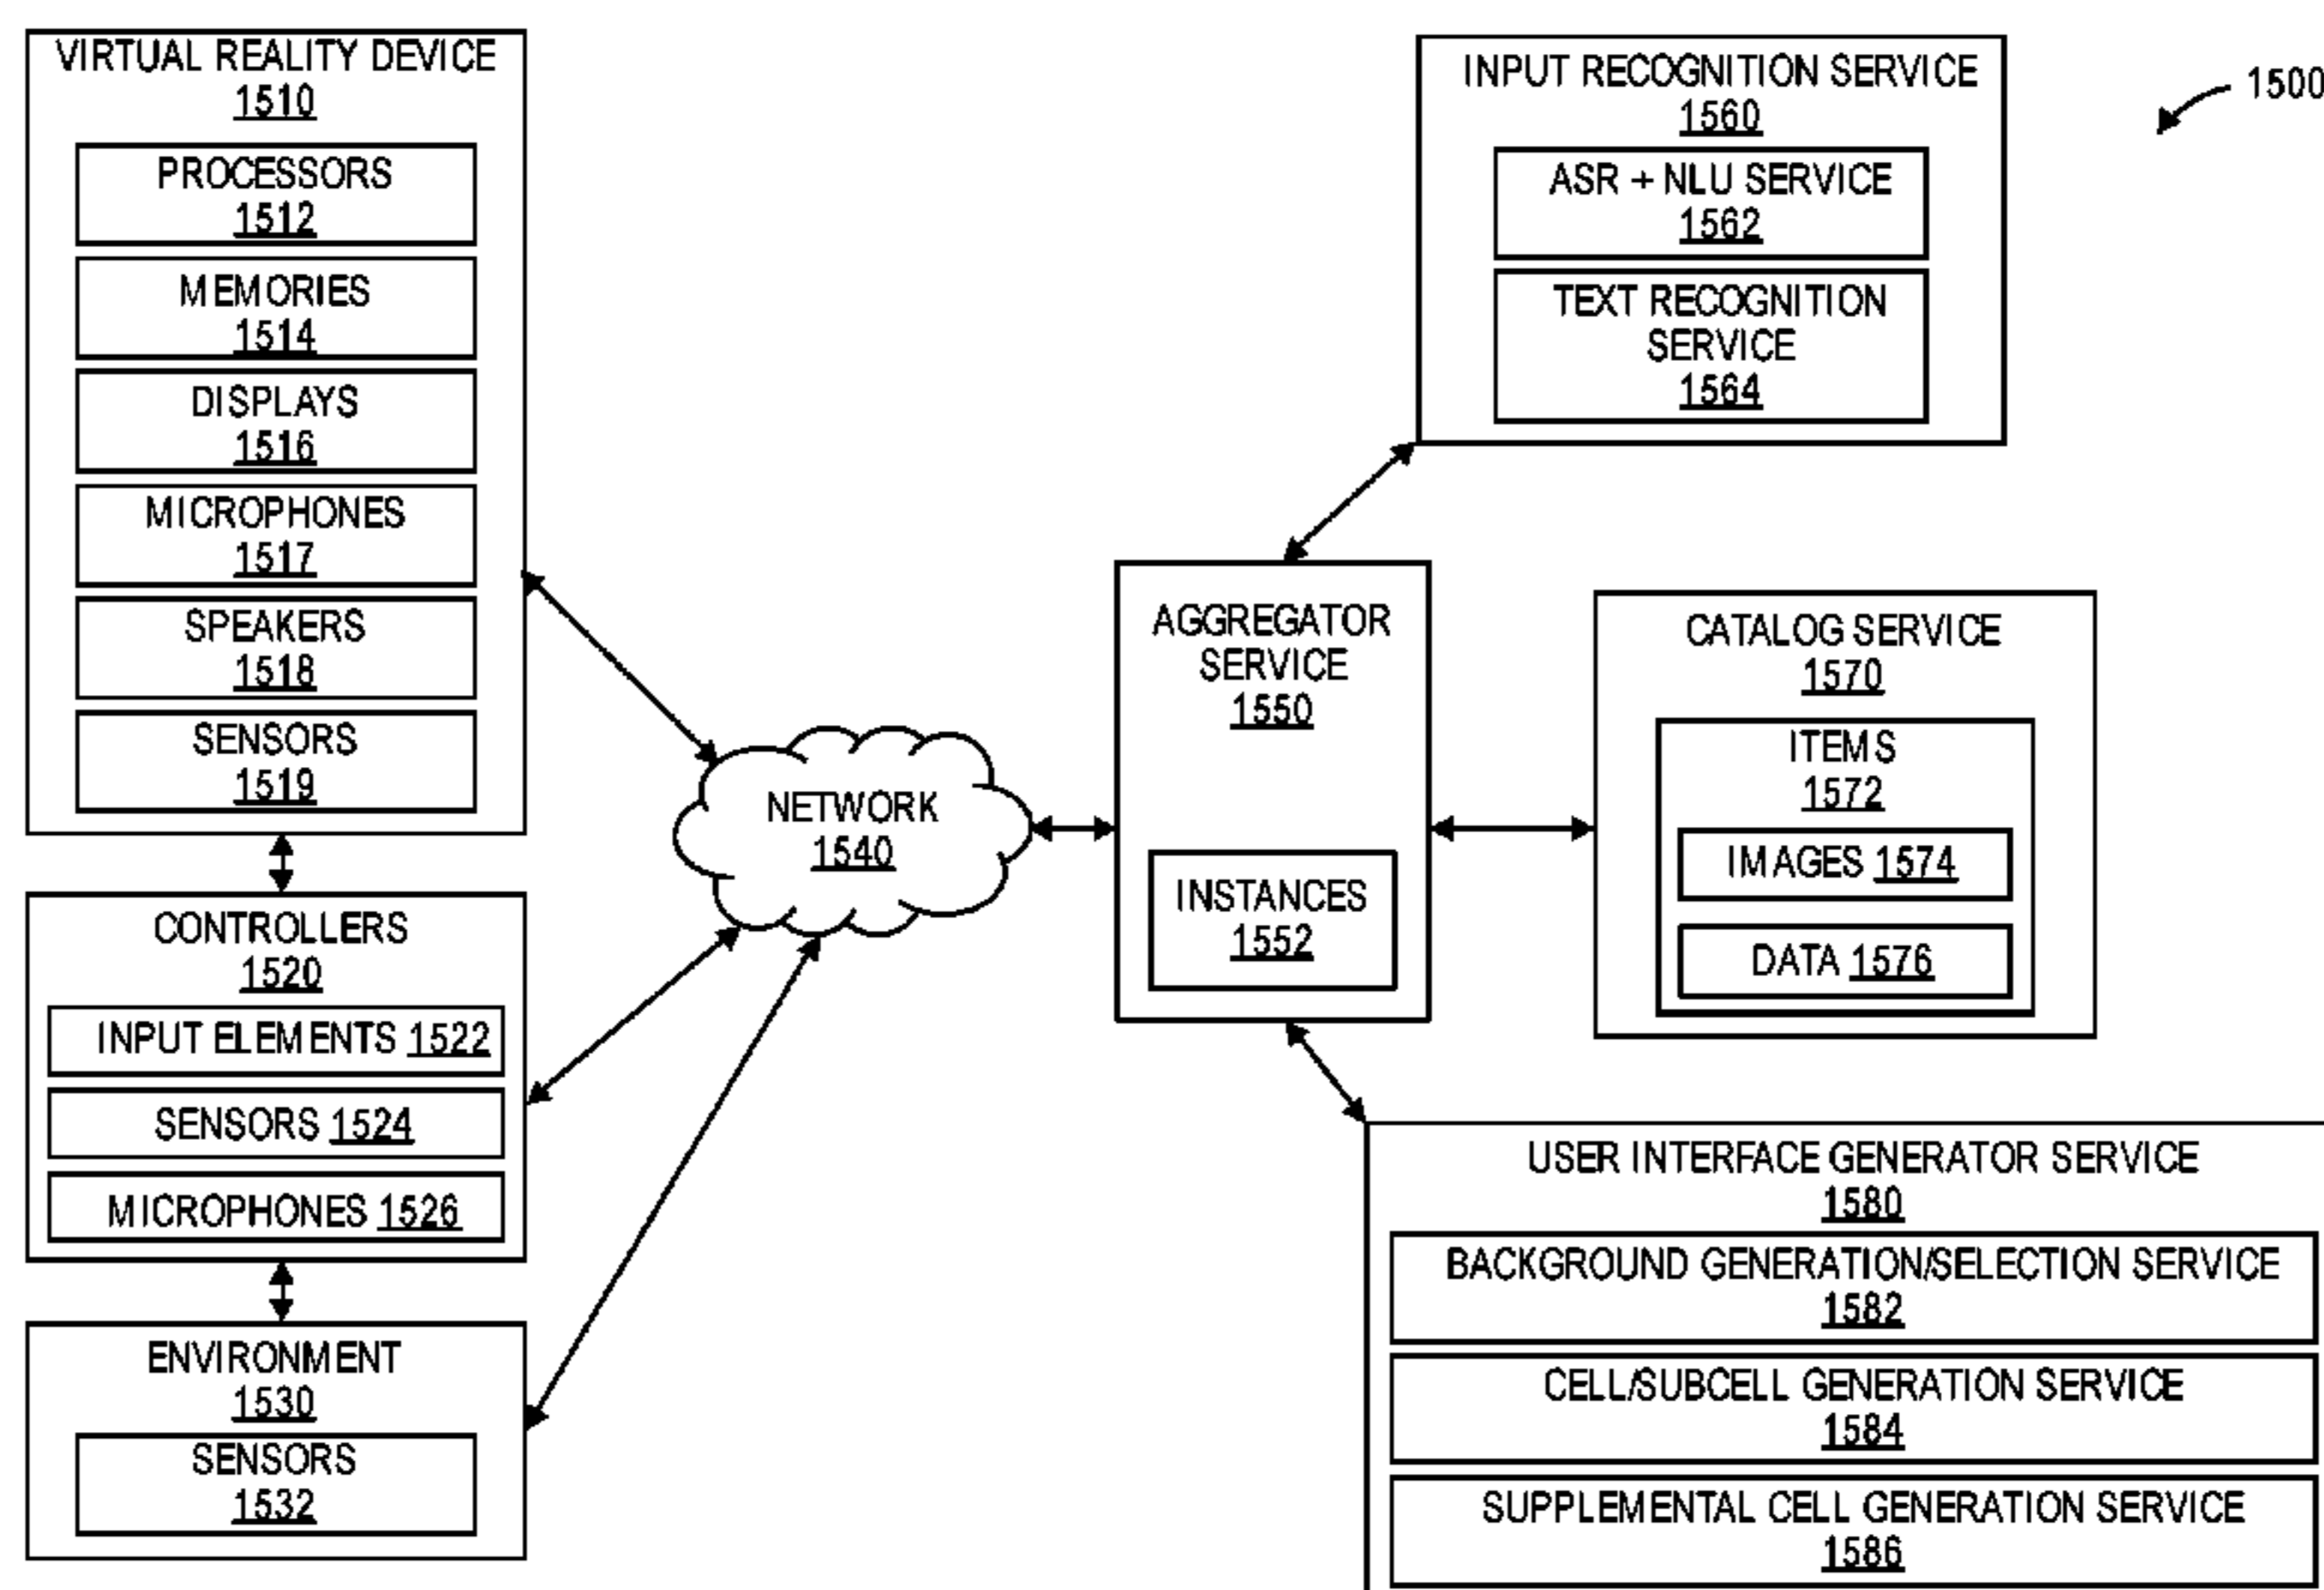 VIRTUAL REALITY DEVICE
1510
PROCESSORS
1512
MEMORIES
1514
DISPLAYS
1516
MICROPHONES
1517
SPEAKERS
1518
SENSORS
1519
CONTROLLERS
1520
INPUT ELEMENTS 1522
SENSORS 1524
MICROPHONES 1526
ENVIRONMENT
1530
SENSORS
1532
NETWORK
1540
AGGREGATOR
SERVICE
1550
INSTANCES
1552
INPUT RECOGNITION SERVICE
1560
ASR + NLU SERVICE
1562
TEXT RECOGNITION
SERVICE
1564
1500
CATALOG SERVICE
1570
ITEMS
1572
IMAGES 1574
DATA 1576
USER INTERFACE GENERATOR SERVICE
1580
BACKGROUND GENERATION/SELECTION SERVICE
1582
CELL/SUBCELL GENERATION SERVICE
1584
SUPPLEMENTAL CELL GENERATION SERVICE
1586